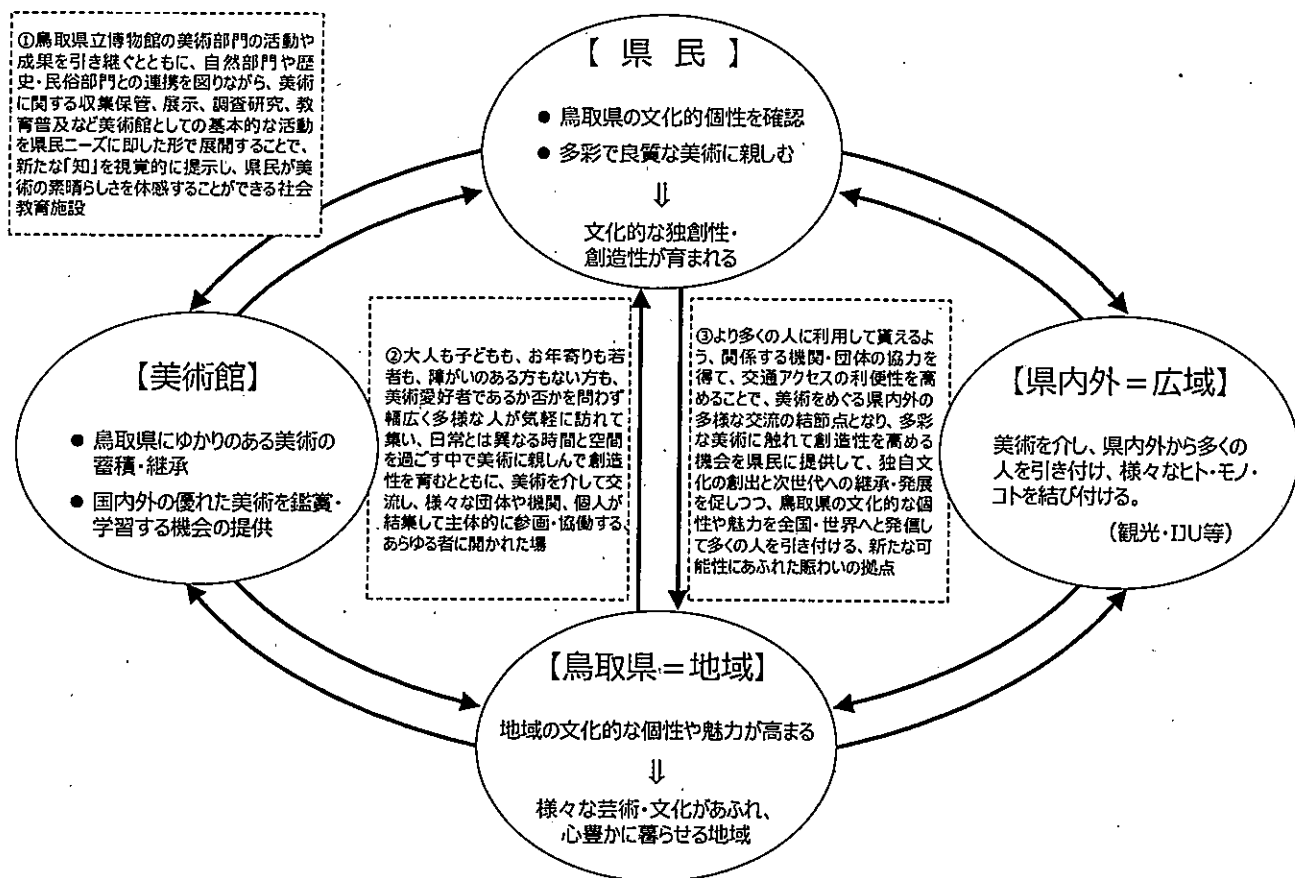 ①鳥取県立博物館の美術部門の活動や
成果を引き継ぐとともに、自然部門や歴
史・民俗部門との連携を図りながら、美術
に関する収集保管、展示、調査研究、教
育普及など美術館としての基本的な活動
を県民ニーズに即した形で展開することで、
新たな「知」を視覚的に提示し、県民が美
術の素晴らしさを体感することができる社会
教育施設
【県民】
● 鳥取県の文化的個性を確認
● 多彩で良質な美術に親しむ
⇓
文化的な独創性・
創造性が育まれる
【美術館】
● 鳥取県にゆかりのある美術の
蓄積・継承
● 国内外の優れた美術を鑑賞・
学習する機会の提供
②大人も子どもも、お年寄りも若
者も、障がいのある方もない方も、
美術愛好者であるか否かを問わず
幅広く多様な人が気軽に訪れて
集い、日常とは異なる時間と空間
を過ごす中で美術に親しんで創造
性を育むとともに、美術を介して交
流し、様々な団体や機関、個人が
結集して主体的に参画・協働する、
あらゆる者に開かれた場
③より多くの人に利用して貰えるよ
う、関係する機関・団体の協力を
得て、交通アクセスの利便性を高
めることで、美術をめぐる県内外の
多様な交流の結節点となり、多彩
な美術に触れて創造性を高める
機会を県民に提供して、独自文
化の創出と次世代への継承・発展
を促しつつ、鳥取県の文化的な個
性や魅力を全国・世界へと発信し
て多くの人を引き付ける、新たな可
能性にあふれた賑わいの拠点
【県内外＝広域】
美術を介し、県内外から多くの
人を引き付け、様々なヒト・モノ・
コトを結び付ける。
(観光・IJU等)
【鳥取県＝地域】
地域の文化的な個性や魅力が高まる
⇓
様々な芸術・文化があふれ、
心豊かに暮らせる地域